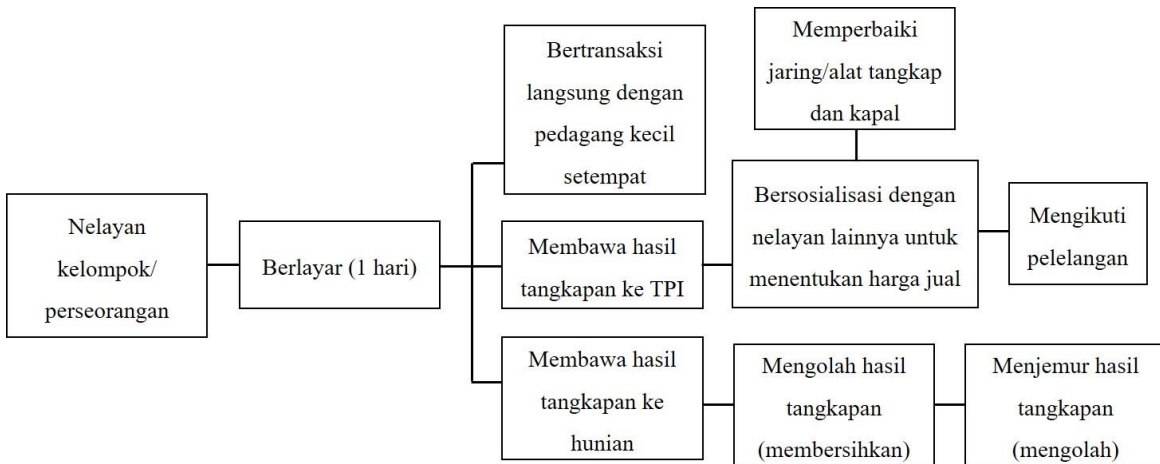 Nelayan
kelompok/
perseorangan
Berlayar (1 hari)
Bertransaksi
langsung dengan
pedagang kecil
setempat
Membawa hasil
tangkapan ke TPI
Membawa hasil
tangkapan ke
hunian
Memperbaiki
jaring/alat tangkap
dan kapal
Bersosialisasi dengan
nelayan lainnya untuk
menentukan harga jual
Mengikuti
pelelangan
Mengolah hasil
tangkapan
(membersihkan)
Menjemur hasil
tangkapan
(mengolah)